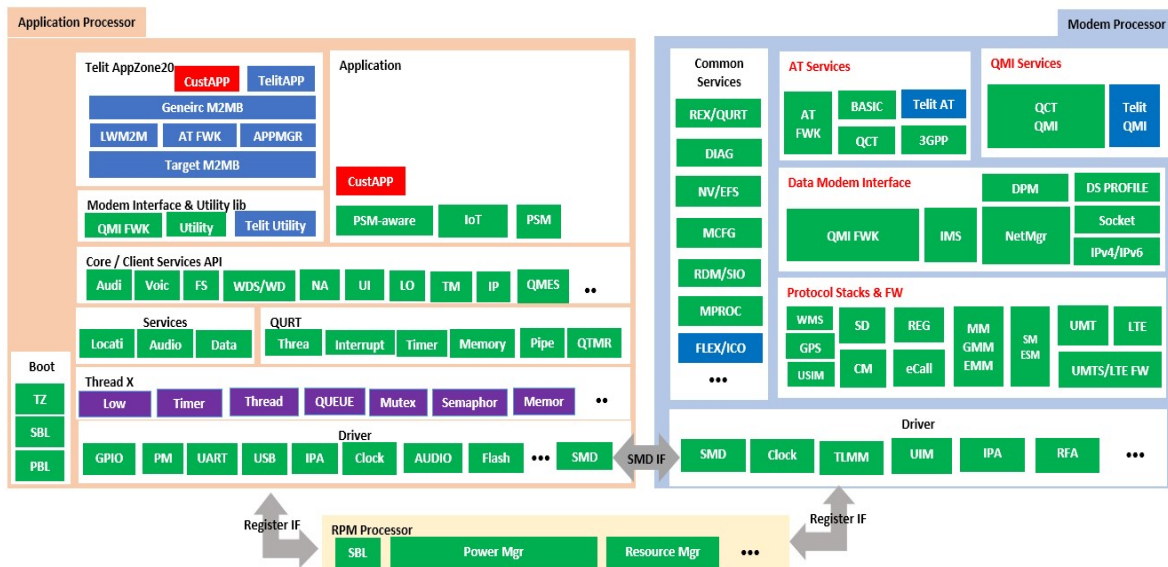 Application Processor
Telit AppZone20
CustAPP
TelitAPP
Geneirc M2MB
LWM2M
AT FWK
APPMGR
Target M2MB
Modem Interface & Utility lib
QMI FWK
Utility
Telit Utility
Application
CustAPP
PSM-aware
IoT
PSM
Core / Client Services API
Audi
Voic
FS
WDS/WD
NA
UI
LO
TM
IP
QMES
••
Services
Locati
Audio
Data
QURT
Threa
Interrupt
Timer
Memory
Pipe
QTMR
Boot
TZ
SBL
PBL
Thread X
Low
Timer
Thread
QUEUE
Mutex
Semaphor
Memor
••
Driver
GPIO
PM
UART
USB
IPA
Clock
AUDIO
Flash
•••
SMD
SMD IF
Modem Processor
Common
Services
REX/QURT
DIAG
NV/EFS
MCFG
RDM/SIO
MPROC
FLEX/ICO
•••
AT Services
AT
FWK
BASIC
Telit AT
QCT
3GPP
QMI Services
QCT
QMI
Telit
QMI
Data Modem Interface
QMI FWK
IMS
DPM
NetMgr
DS PROFILE
Socket
IPv4/IPv6
Protocol Stacks & FW
WMS
GPS
USIM
SD
CM
REG
eCall
MM
GMM
EMM
SM
ESM
UMT
LTE
UMTS/LTE FW
Driver
SMD
Clock
TLMM
UIM
IPA
RFA
•••
Register IF
Register IF
RPM Processor
SBL
Power Mgr
Resource Mgr
•••